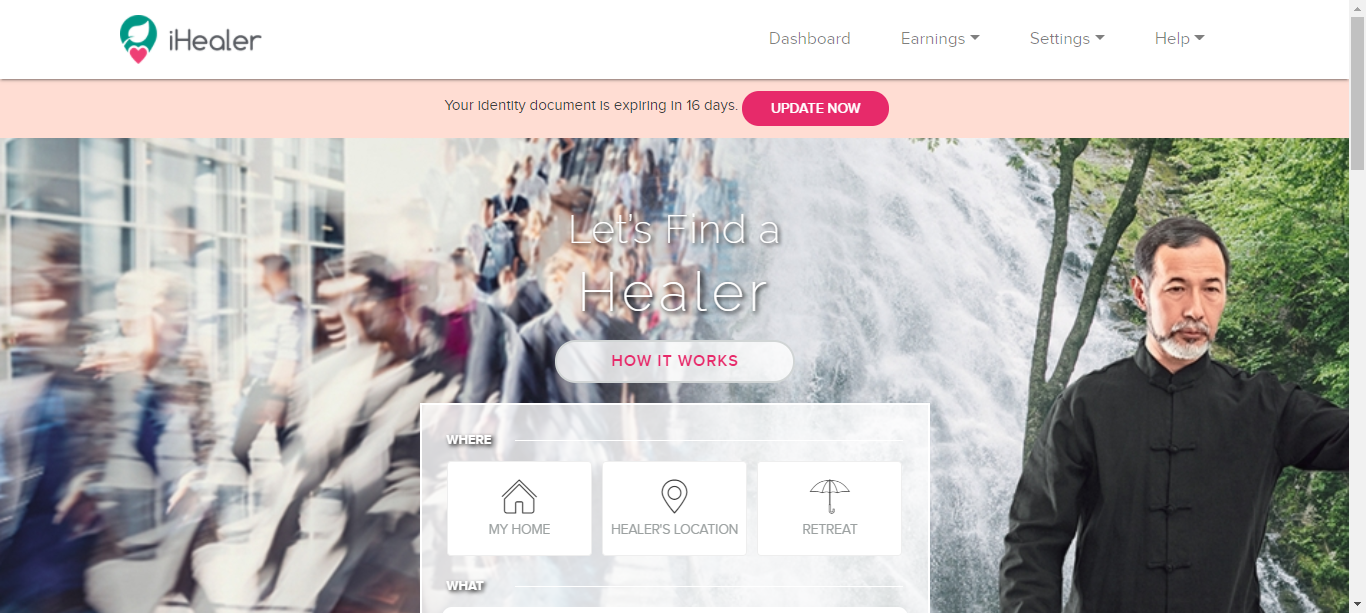 iHealer
Dashboard
Earnings
Settings
Help
Your identity document is expiring in 16 days.
UPDATE NOW
Let's Find a
Healer
HOW IT WORKS
WHERE
MY HOME
HEALER'S LOCATION
RETREAT
WHAT